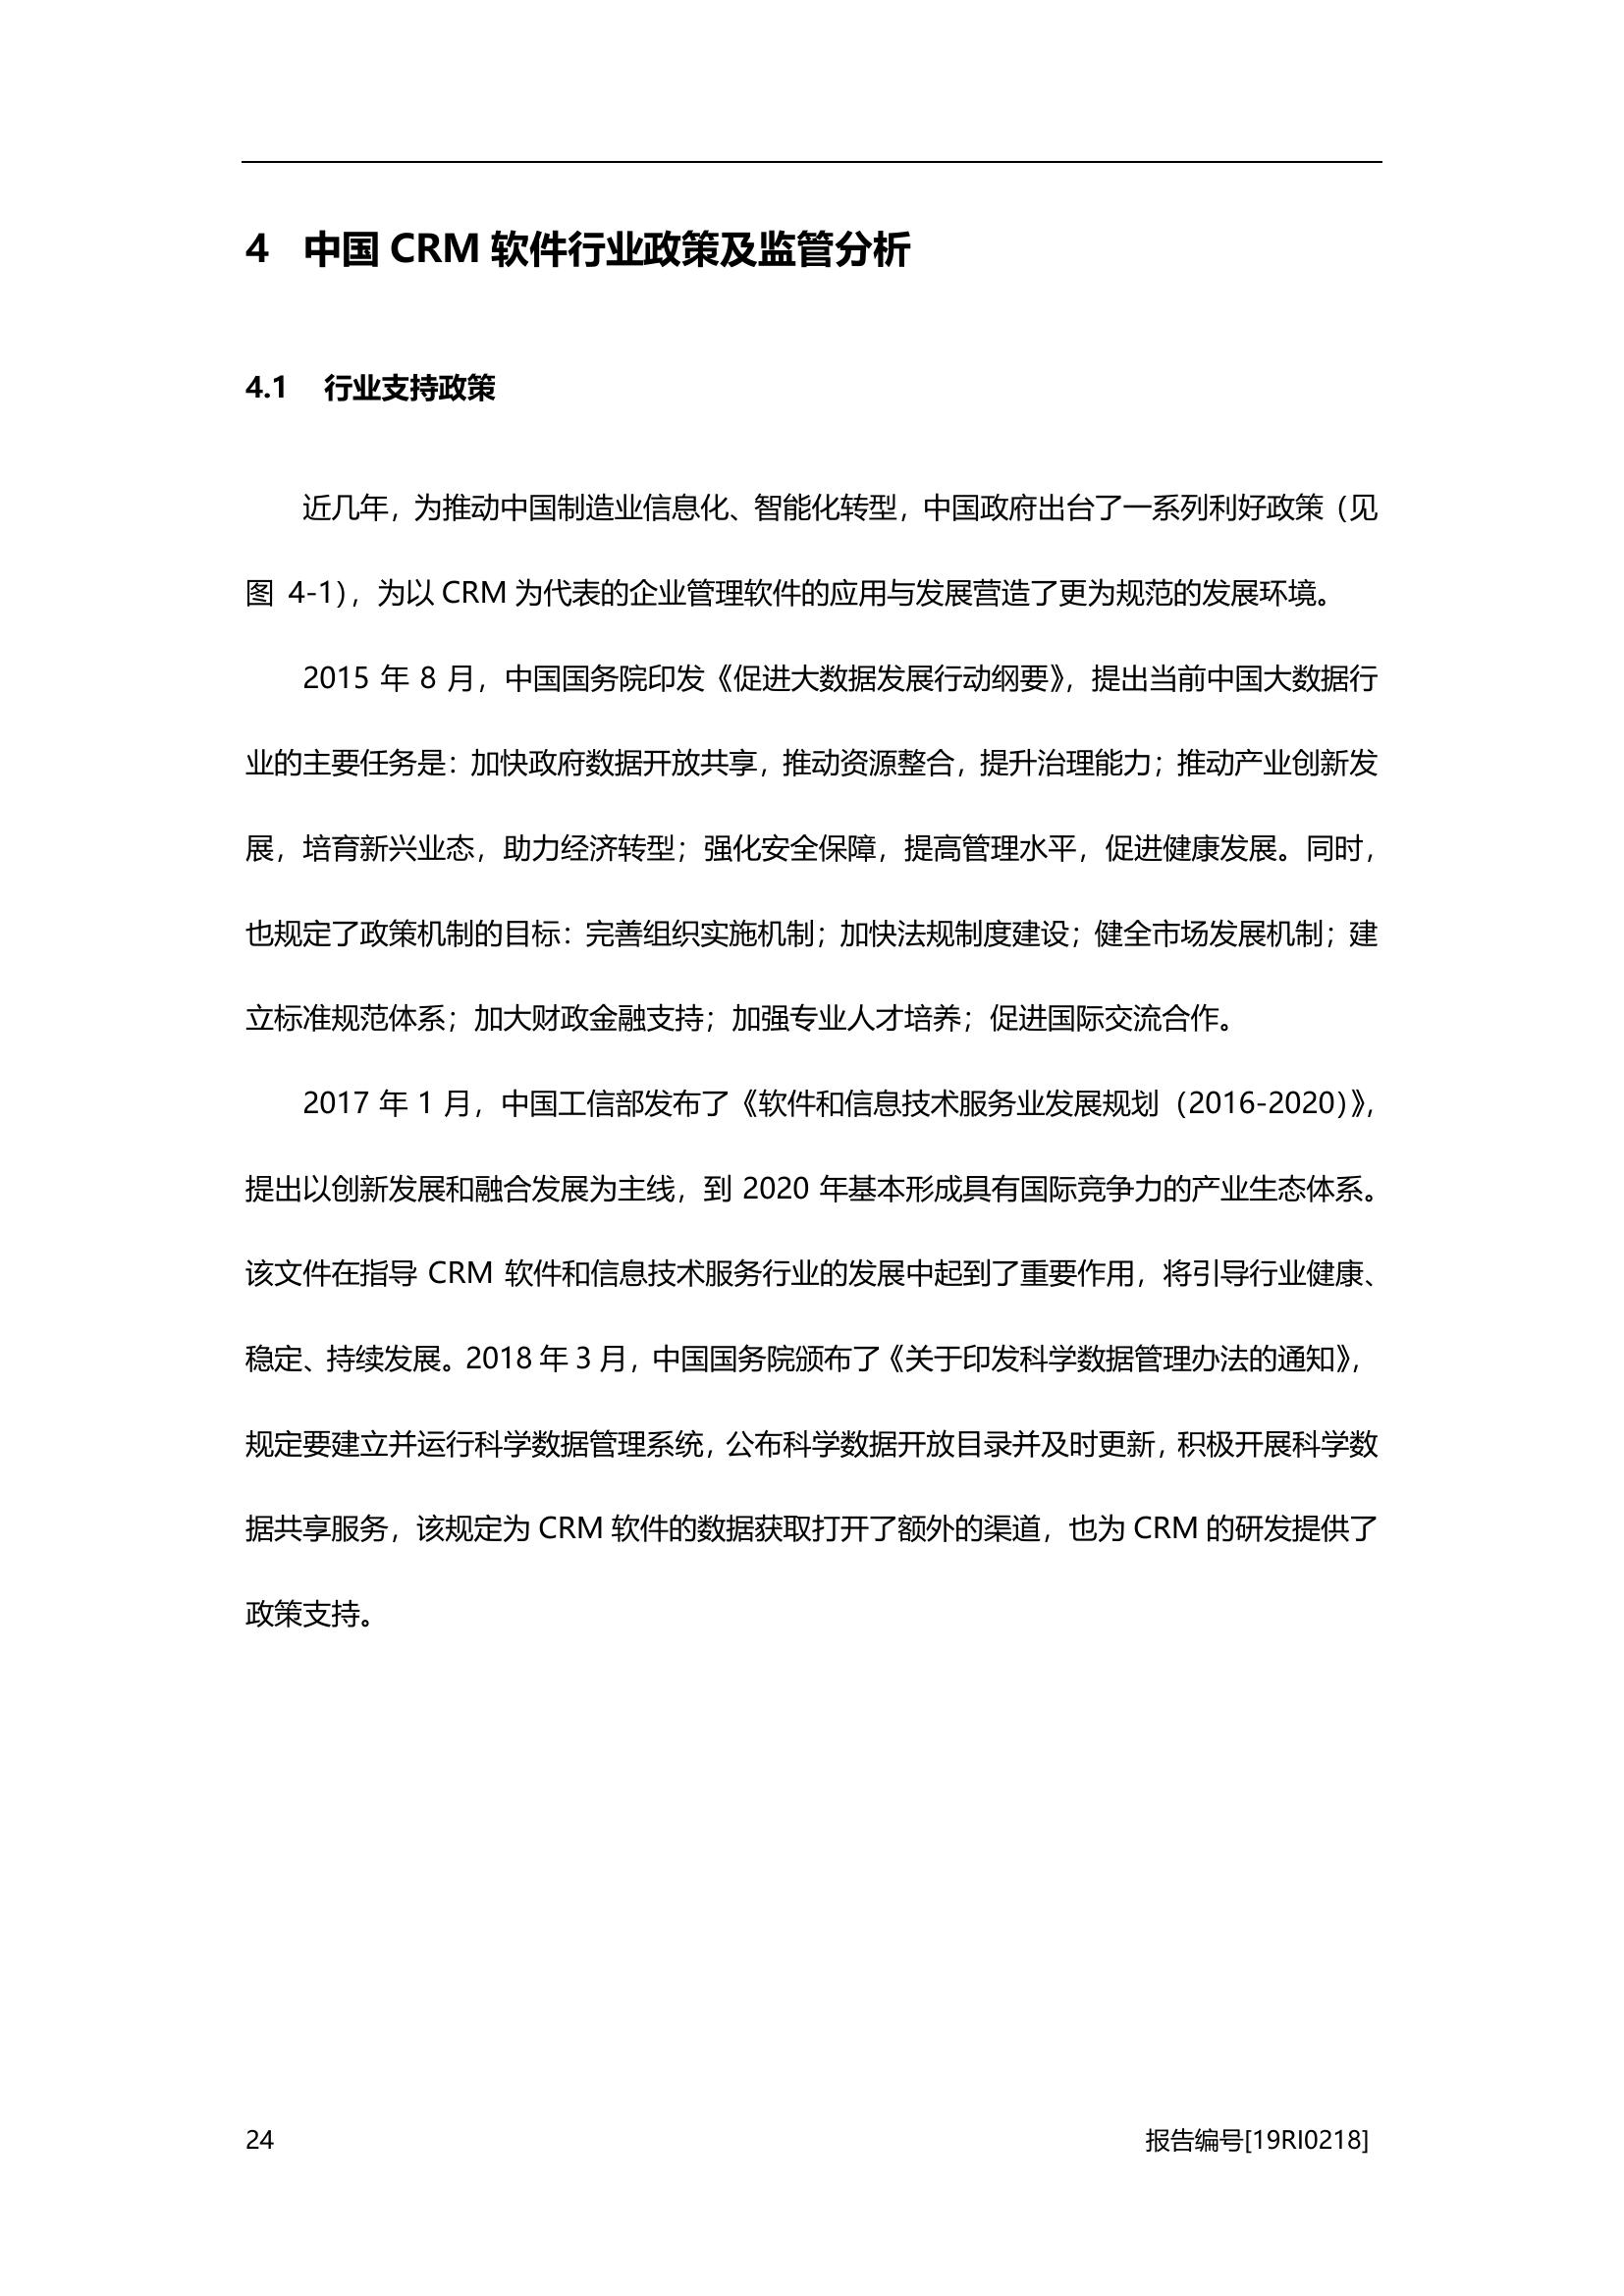 4 中国 CRM 软件行业政策及监管分析
4.1 行业支持政策
近几年，为推动中国制造业信息化、智能化转型，中国政府出台了一系列利好政策（见
图 4-1），为以 CRM 为代表的企业管理软件的应用与发展营造了更为规范的发展环境。
2015 年 8 月，中国国务院印发《促进大数据发展行动纲要》，提出当前中国大数据行
业的主要任务是：加快政府数据开放共享，推动资源整合，提升治理能力；推动产业创新发
展，培育新兴业态，助力经济转型；强化安全保障，提高管理水平，促进健康发展。同时，
也规定了政策机制的目标：完善组织实施机制；加快法规制度建设；健全市场发展机制；建
立标准规范体系；加大财政金融支持；加强专业人才培养；促进国际交流合作。
2017 年 1 月，中国工信部发布了《软件和信息技术服务业发展规划（2016-2020）》，
提出以创新发展和融合发展为主线，到 2020 年基本形成具有国际竞争力的产业生态体系。
该文件在指导 CRM 软件和信息技术服务行业的发展中起到了重要作用，将引导行业健康、
稳定、持续发展。2018 年 3 月，中国国务院颁布了《关于印发科学数据管理办法的通知》，
规定要建立并运行科学数据管理系统，公布科学数据开放目录并及时更新，积极开展科学数
据共享服务，该规定为 CRM 软件的数据获取打开了额外的渠道，也为 CRM 的研发提供了
政策支持。
24 报告编号[19RI0218]